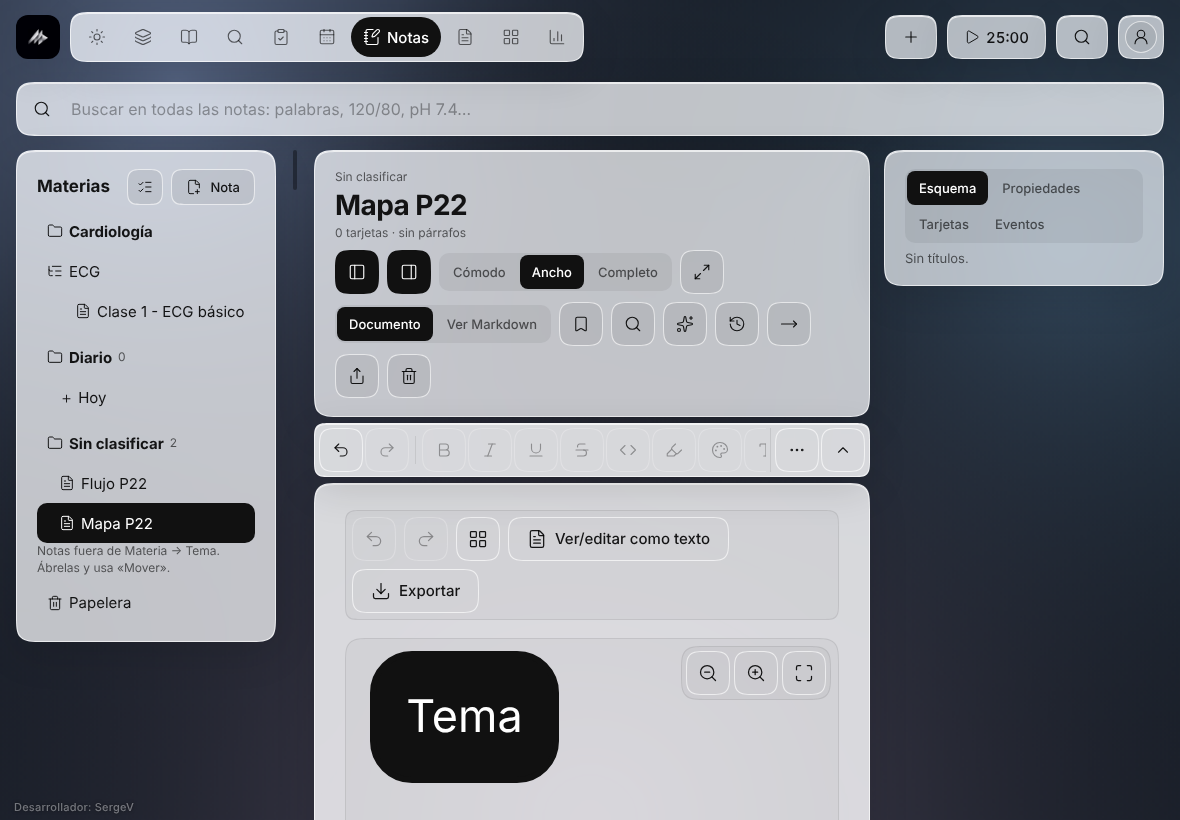 Notas
25:00
Buscar en todas las notas: palabras, 120/80, pH 7.4...
Materias
Nota
Cardiología
ECG
Clase 1 - ECG básico
Diario 0
+ Hoy
Sin clasificar 2
Flujo P22
Mapa P22
Notas fuera de Materia → Tema.
Ábrelas y usa «Mover».
Papelera
Sin clasificar
Mapa P22
0 tarjetas · sin párrafos
Cómodo Ancho Completo
Documento Ver Markdown
Ver/editar como texto
Exportar
Tema
Esquema Propiedades
Tarjetas Eventos
Sin títulos.
Desarrollador: SergeV